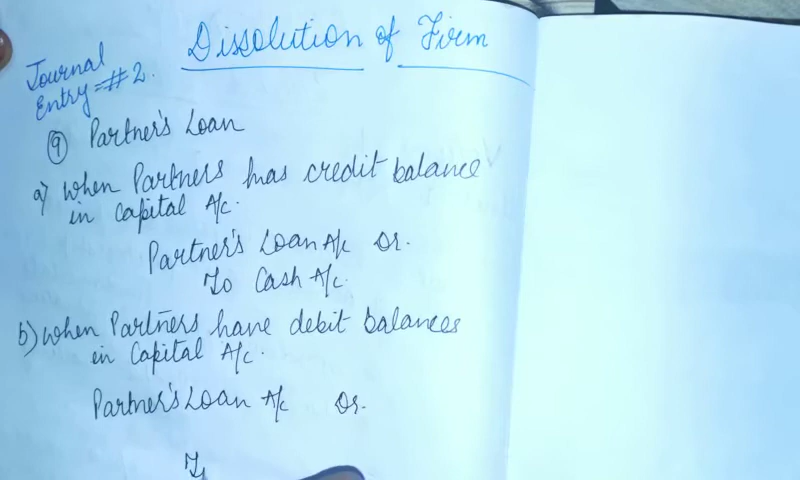 Dissolution of Firm
Journal
Entry =# 2.
9 Partner's Loan
a) When Partners has credit balance
in Capital A/c.
Partner's Loan A/c Dr.
To Cash A/c.
b) When Partners have debit balances
in Capital A/c.
Partner's Loan A/c Dr.